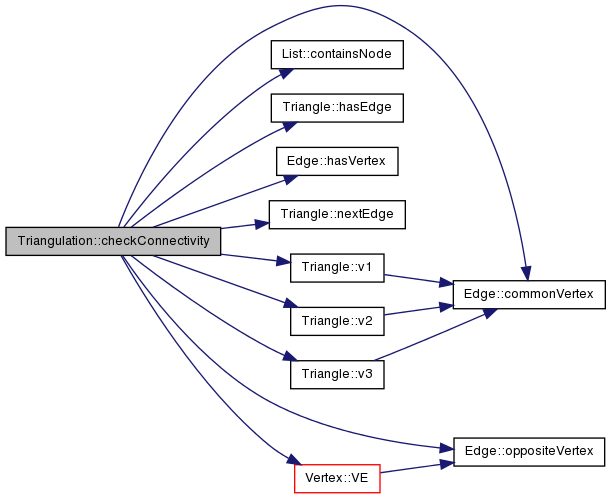 List::containsNode
Triangle::hasEdge
Edge::hasVertex
Triangle::nextEdge
Triangulation::checkConnectivity
Triangle::v1
Edge::commonVertex
Triangle::v2
Triangle::v3
Edge::oppositeVertex
Vertex::VE